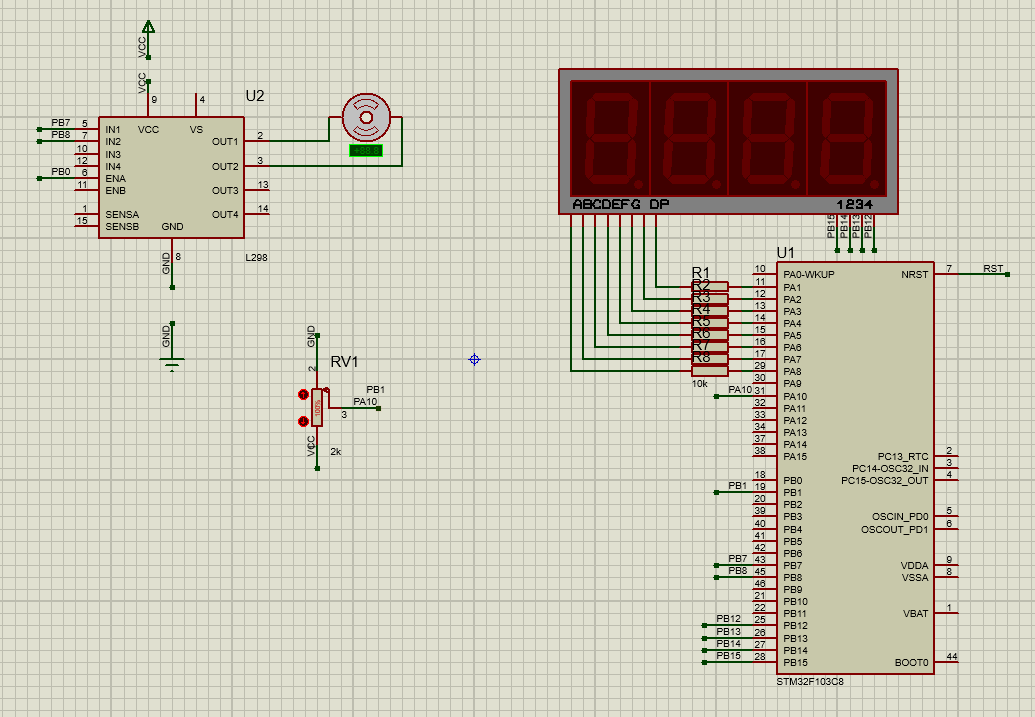 VCC
VCC
U2
9
4
PB7
5
IN1
VCC
VS
PB8
7
IN2
OUT1
2
10
IN3
12
IN4
OUT2
3
PB0
6
ENA
11
ENB
OUT3
13
1
SENSA
OUT4
14
15
SENSB
GND
GND
8
L298
GND
ABCDEFG DP
1234
PB15
PB14
PB13
PB12
GND
RV1
2
100%
PB1
PA10
3
VCC
2k
U1
R1
R2
R3
R4
R5
R6
R7
R8
10k
10 PA0-WKUP
11 PA1
12 PA2
13 PA3
14 PA4
15 PA5
16 PA6
17 PA7
29 PA8
30 PA9
PA10 31 PA10
32 PA11
33 PA12
34 PA13
37 PA14
38 PA15
18 PB0
PB1 19 PB1
20 PB2
39 PB3
40 PB4
41 PB5
42 PB6
PB7 43 PB7
PB8 45 PB8
46 PB9
21 PB10
22 PB11
PB12 25 PB12
PB13 26 PB13
PB14 27 PB14
PB15 28 PB15
NRST 7 RST
PC13_RTC 2
PC14-OSC32_IN 3
PC15-OSC32_OUT 4
OSCIN_PD0 5
OSCOUT_PD1 6
VDDA 9
VSSA 8
VBAT 1
BOOT0 44
STM32F103C8